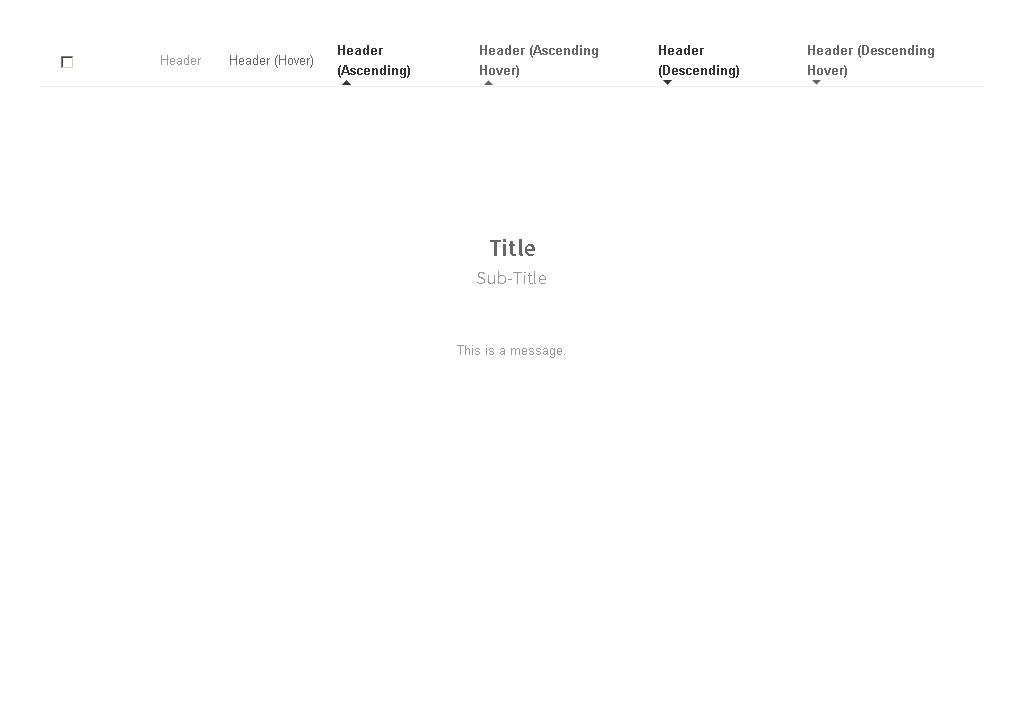 Header
Header (Hover)
Header
(Ascending)
Header (Ascending
Hover)
Header
(Descending)
Header (Descending
Hover)
Title
Sub-Title
This is a message.